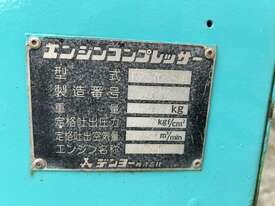 エンジンコンプレッサー
型式
製造番号
重量 kg
定格吐出圧力 kgf/cm²
定格吐出空気量 m³/min
エンジン名称
デンヨー株式会社